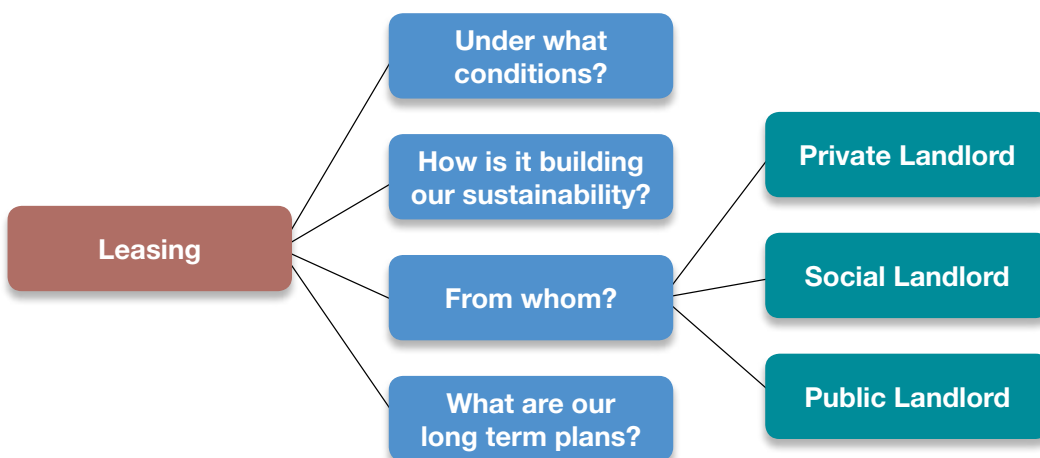 Under what
conditions?
How is it building
our sustainability?
Leasing
From whom?
What are our
long term plans?
Private Landlord
Social Landlord
Public Landlord